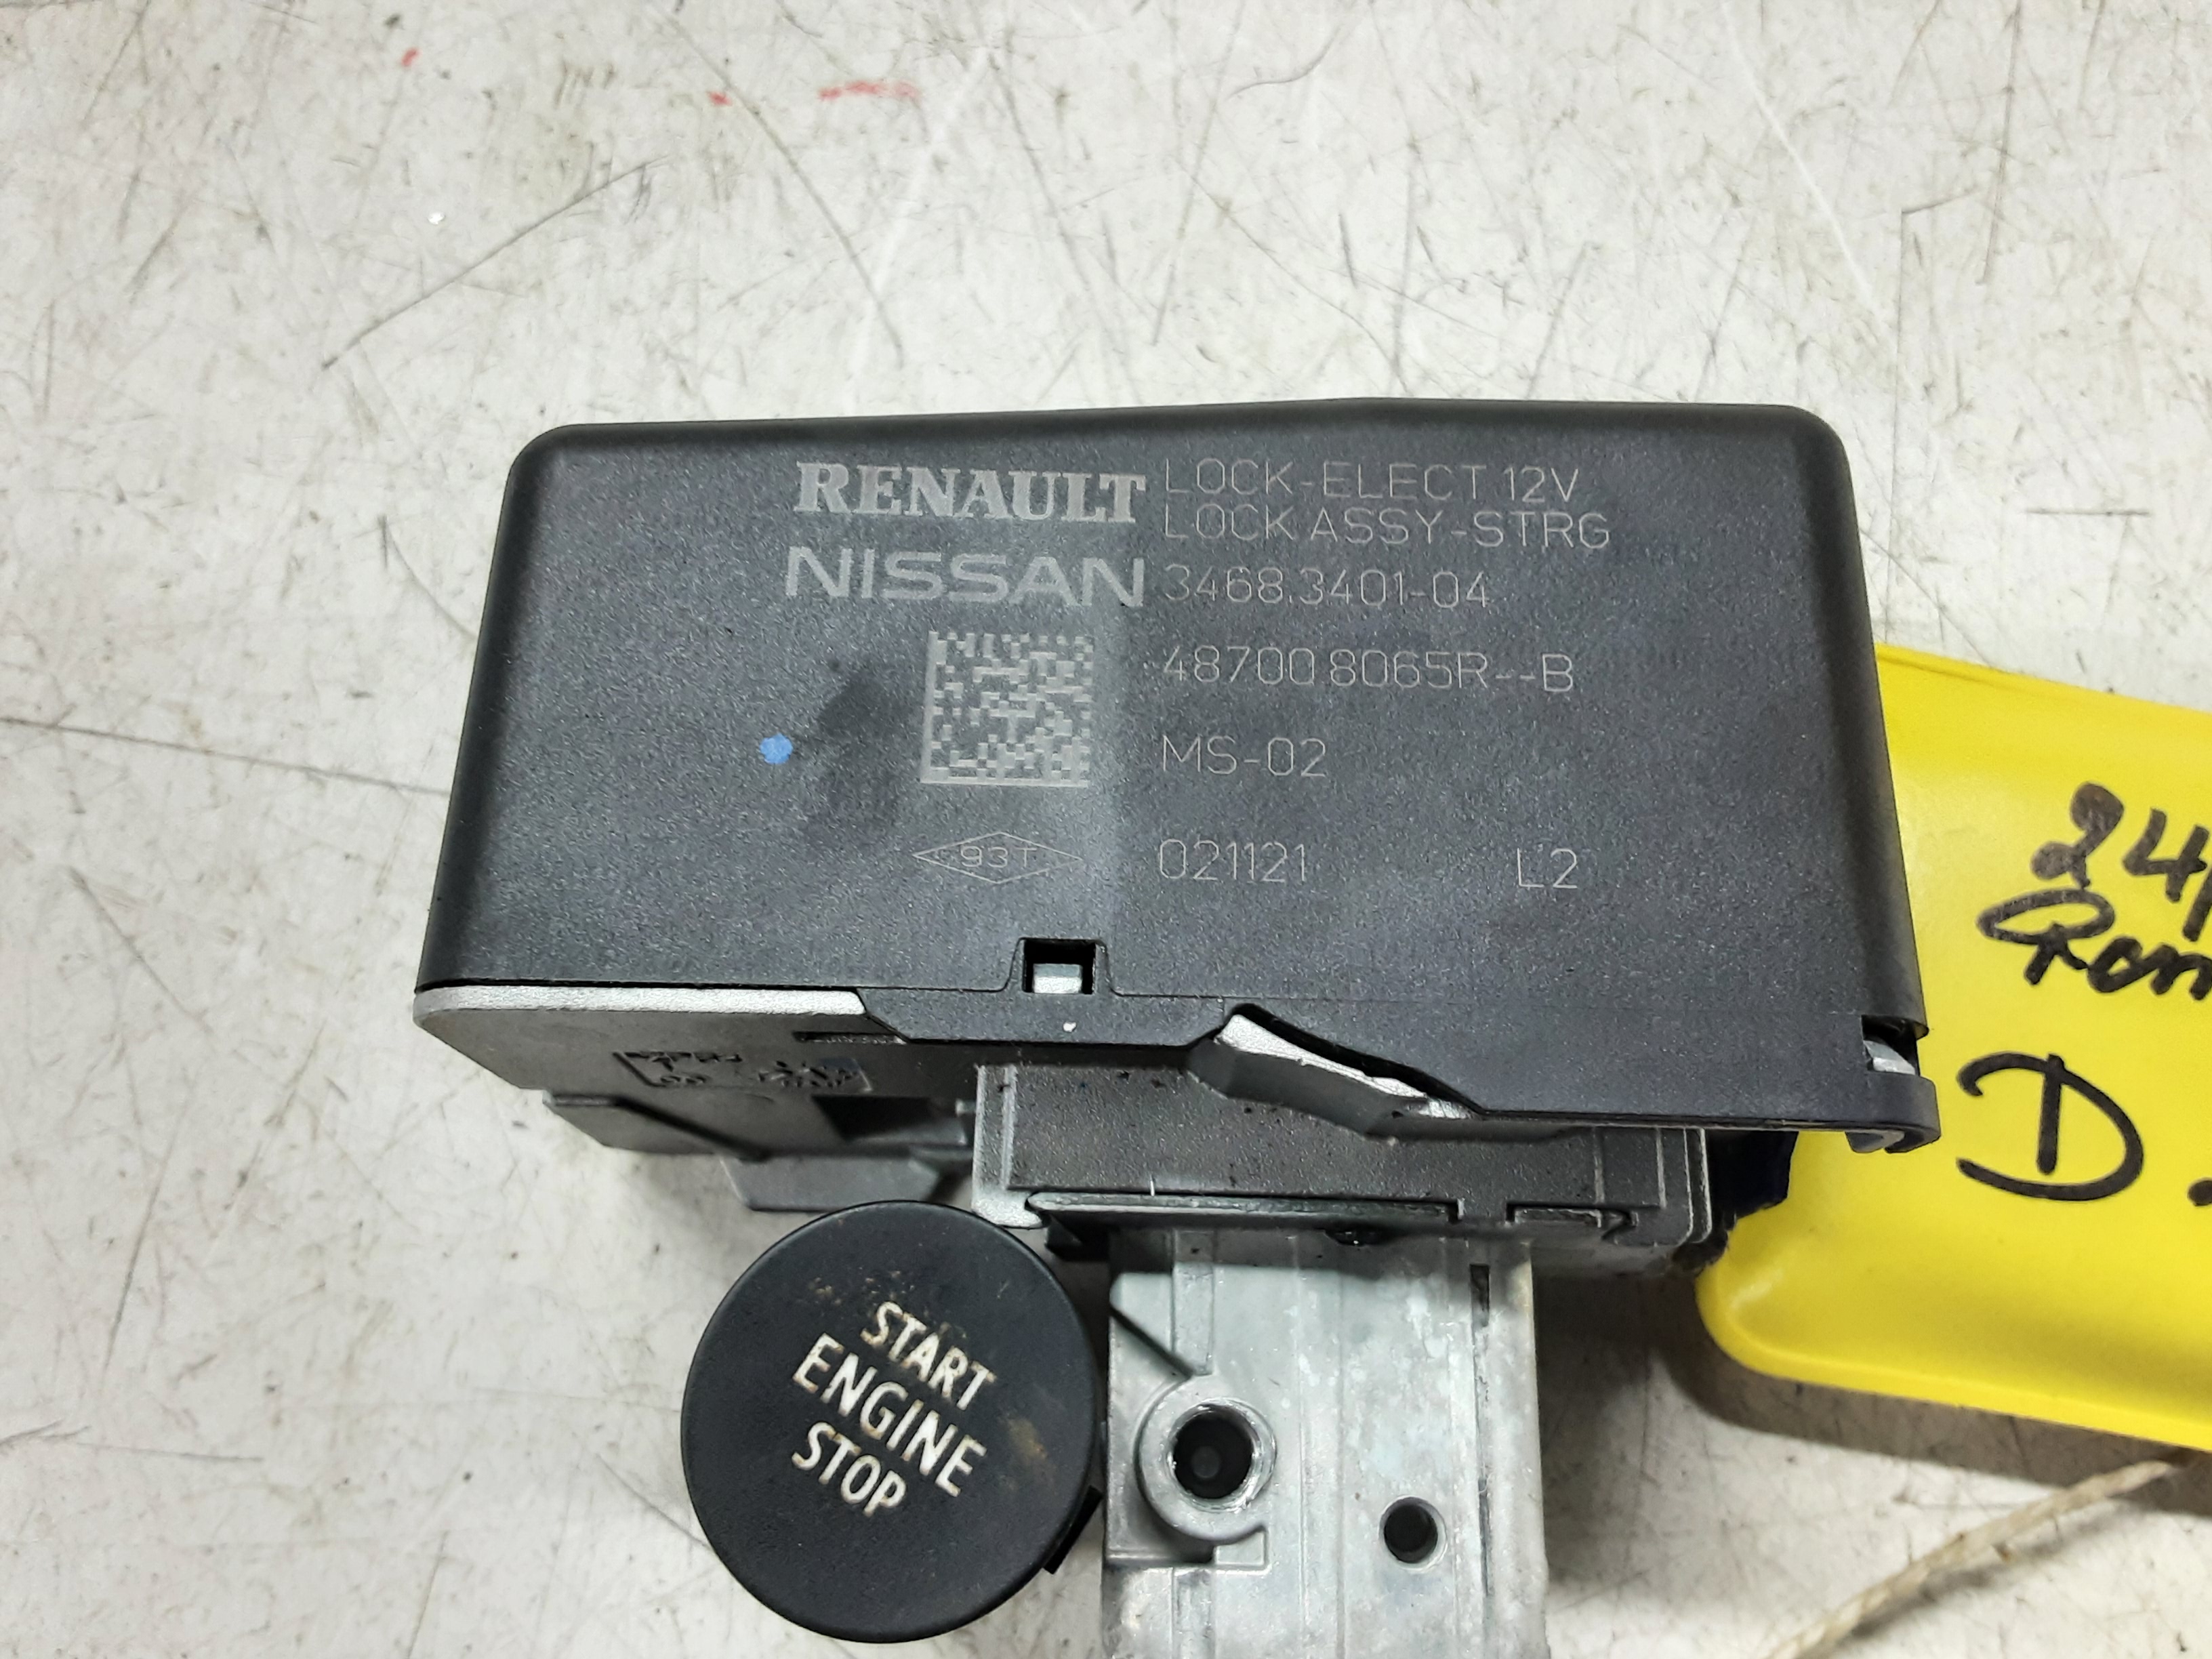 RENAULT LOCK-ELECT 12V
LOCK ASSY-STRG
NISSAN 3468.3401-04
48700 8065R--B
MS-02
93T 021121 L2
START
ENGINE
STOP
24
D